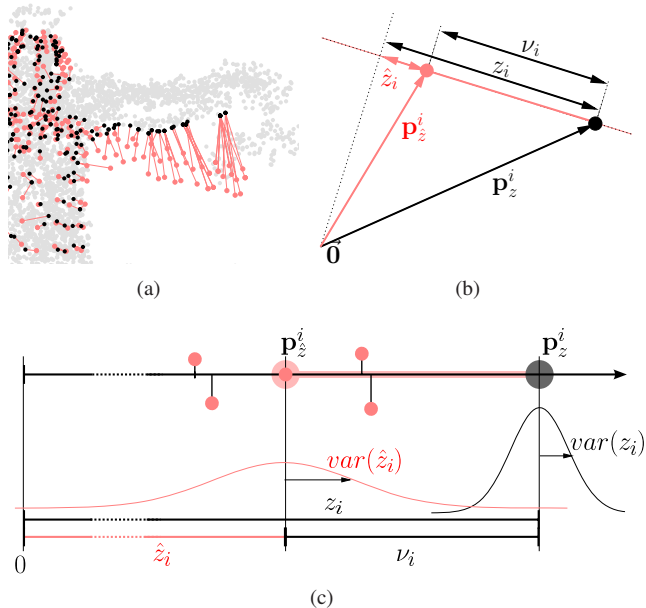 ν_i
z_i
ẑ_i
p^i_ẑ
p^i_z
0⃗
(a)
(b)
p^i_ẑ
p^i_z
var(ẑ_i)
var(z_i)
z_i
0
ẑ_i
ν_i
(c)